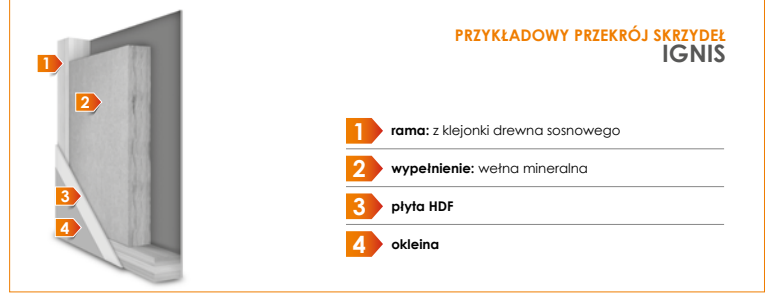 PRZYKŁADOWY PRZEKRÓJ SKRZYDEŁ
IGNIS
1
2
3
4
1 rama: z klejonki drewna sosnowego
2 wypełnienie: wełna mineralna
3 płyta HDF
4 okleina